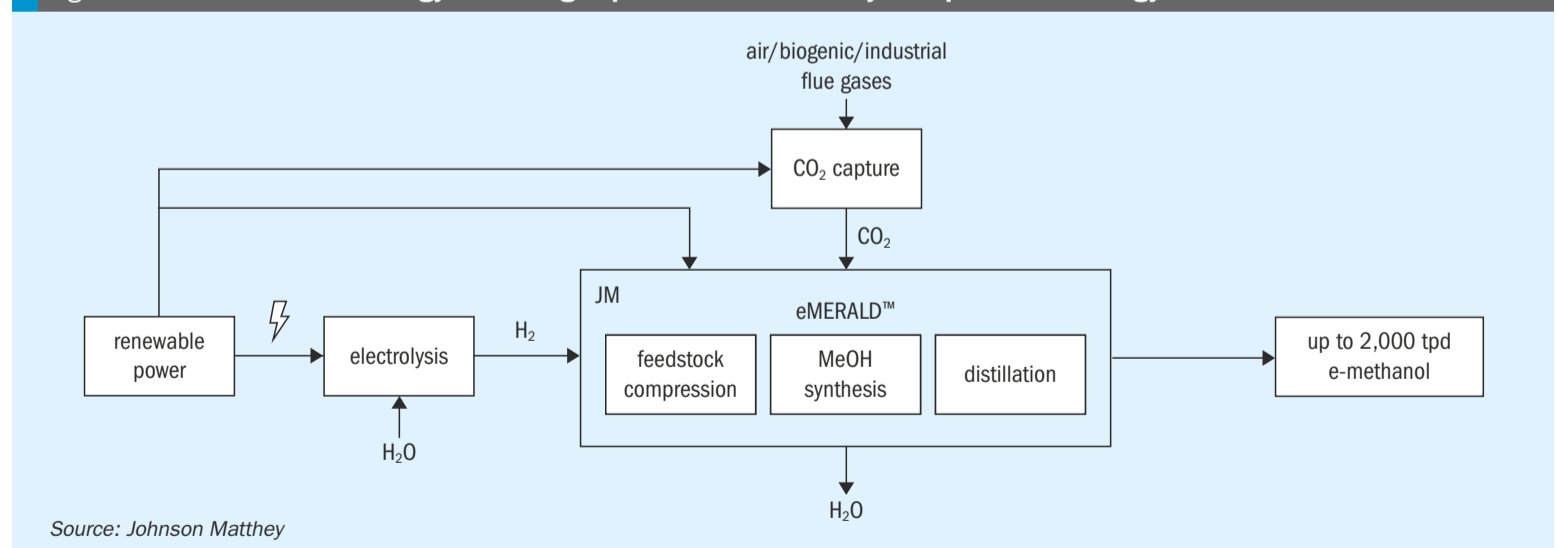 air/biogenic/industrial
flue gases
CO₂ capture
CO₂
JM
eMERALD™
renewable
power
electrolysis
H₂
feedstock
compression
MeOH
synthesis
distillation
up to 2,000 tpd
e-methanol
H₂O
H₂O
Source: Johnson Matthey